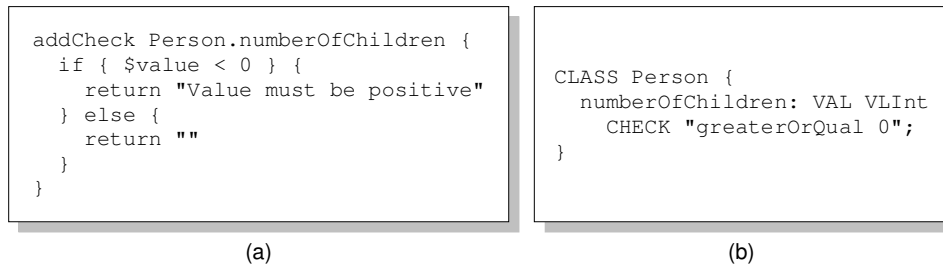 addCheck Person.numberOfChildren {
if { $value < 0 } {
return "Value must be positive"
} else {
return ""
}
}
(a)
CLASS Person {
numberOfChildren: VAL VLInt
CHECK "greaterOrQual 0";
}
(b)